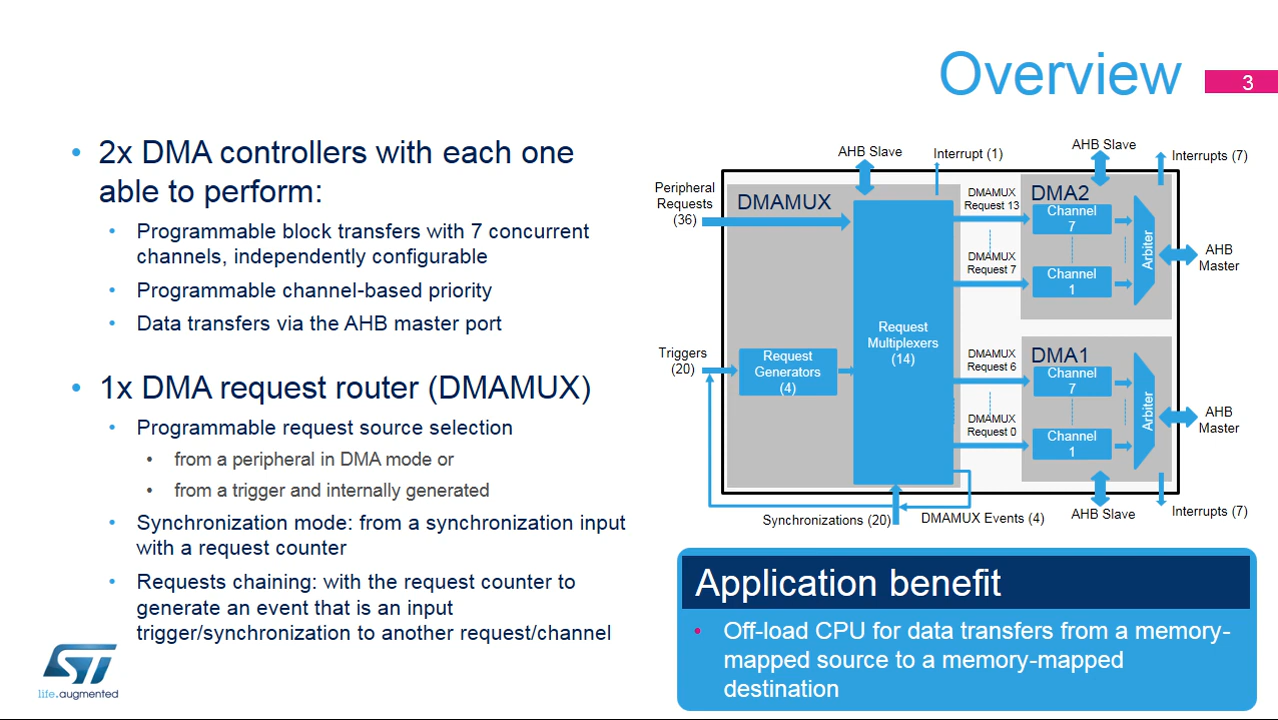 Overview
3
• 2x DMA controllers with each one
able to perform:
• Programmable block transfers with 7 concurrent
channels, independently configurable
• Programmable channel-based priority
• Data transfers via the AHB master port
• 1x DMA request router (DMAMUX)
• Programmable request source selection
• from a peripheral in DMA mode or
• from a trigger and internally generated
• Synchronization mode: from a synchronization input
with a request counter
• Requests chaining: with the request counter to
generate an event that is an input
trigger/synchronization to another request/channel
ST
life.augmented
AHB Slave
Interrupt (1)
AHB Slave
Interrupts (7)
Peripheral
Requests
(36)
DMAMUX
DMAMUX
Request 13
DMA2
Channel
7
DMAMUX
Request 7
Channel
1
Arbiter
AHB
Master
Triggers
(20)
Request
Generators
(4)
Request
Multiplexers
(14)
DMAMUX
Request 6
DMA1
Channel
7
DMAMUX
Request 0
Channel
1
Arbiter
AHB
Master
Synchronizations (20)
DMAMUX Events (4)
AHB Slave
Interrupts (7)
Application benefit
• Off-load CPU for data transfers from a memory-
mapped source to a memory-mapped
destination